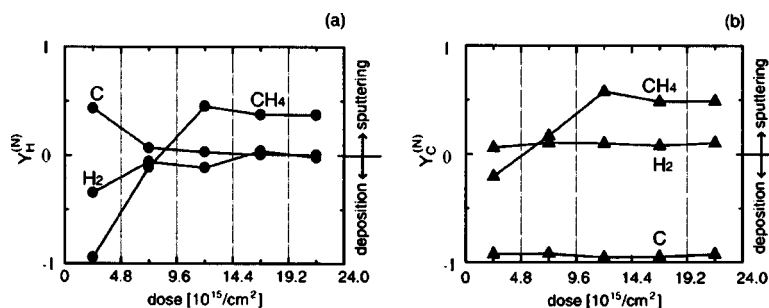 (a)
1
0
-1
Y_H^(N)
C
H2
CH4
sputtering
deposition
0 4.8 9.6 14.4 19.2 24.0
dose [10^15/cm^2]
(b)
1
0
-1
Y_C^(N)
CH4
H2
C
sputtering
deposition
0 4.8 9.6 14.4 19.2 24.0
dose [10^15/cm^2]